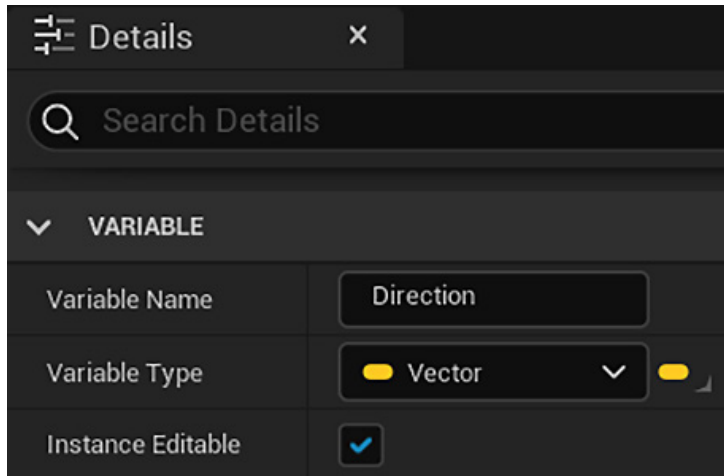 Details
Search Details
VARIABLE
Variable Name Direction
Variable Type Vector
Instance Editable